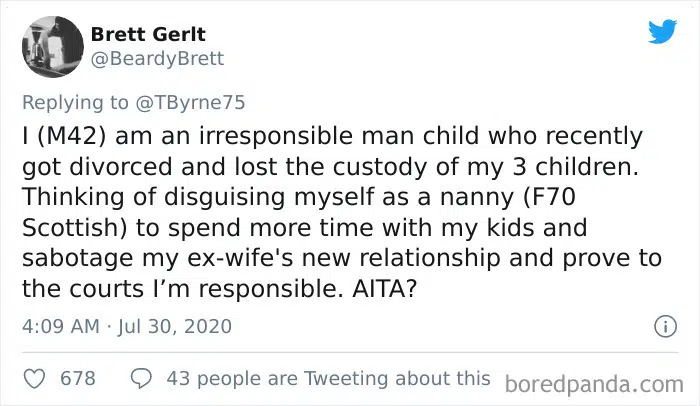 Brett Gerlt
@BeardyBrett
Replying to @TByrne75
I (M42) am an irresponsible man child who recently
got divorced and lost the custody of my 3 children.
Thinking of disguising myself as a nanny (F70
Scottish) to spend more time with my kids and
sabotage my ex-wife's new relationship and prove to
the courts I’m responsible. AITA?
4:09 AM · Jul 30, 2020
678 43 people are Tweeting about this
boredpanda.com